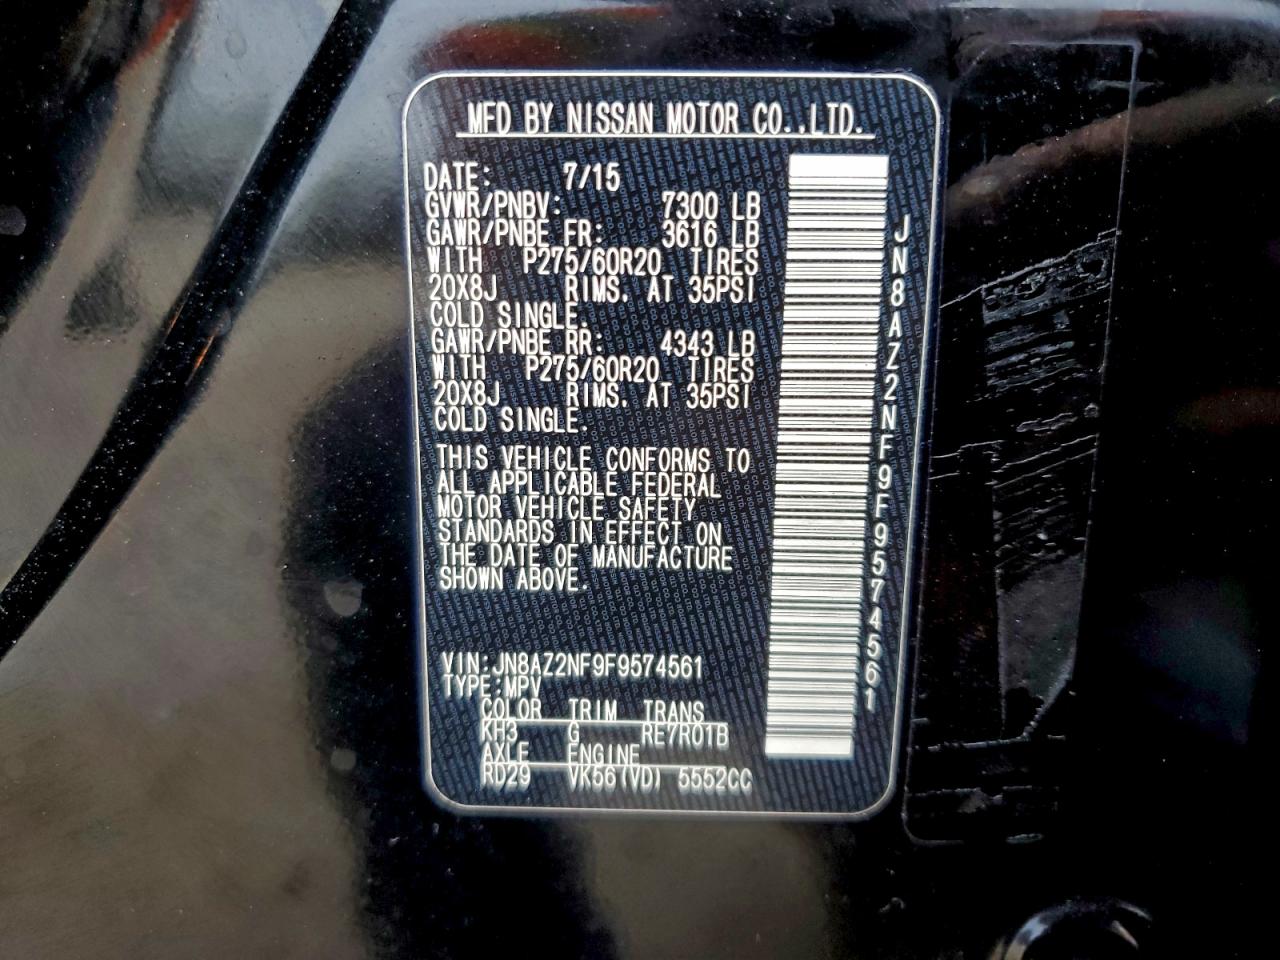 MFD BY NISSAN MOTOR CO.,LTD.
DATE: 7/15
GVWR/PNBV: 7300 LB
GAWR/PNBE FR: 3616 LB
WITH P275/60R20 TIRES
20X8J RIMS. AT 35PSI
COLD SINGLE.
GAWR/PNBE RR: 4343 LB
WITH P275/60R20 TIRES
20X8J RIMS. AT 35PSI
COLD SINGLE.
THIS VEHICLE CONFORMS TO
ALL APPLICABLE FEDERAL
MOTOR VEHICLE SAFETY
STANDARDS IN EFFECT ON
THE DATE OF MANUFACTURE
SHOWN ABOVE.
VIN:JN8AZ2NF9F9574561
TYPE:MPV
COLOR TRIM TRANS
KH3 G RE7R01B
AXLE ENGINE
RD29 VK56(VD) 5552CC
JN8AZ2NF9F9574561